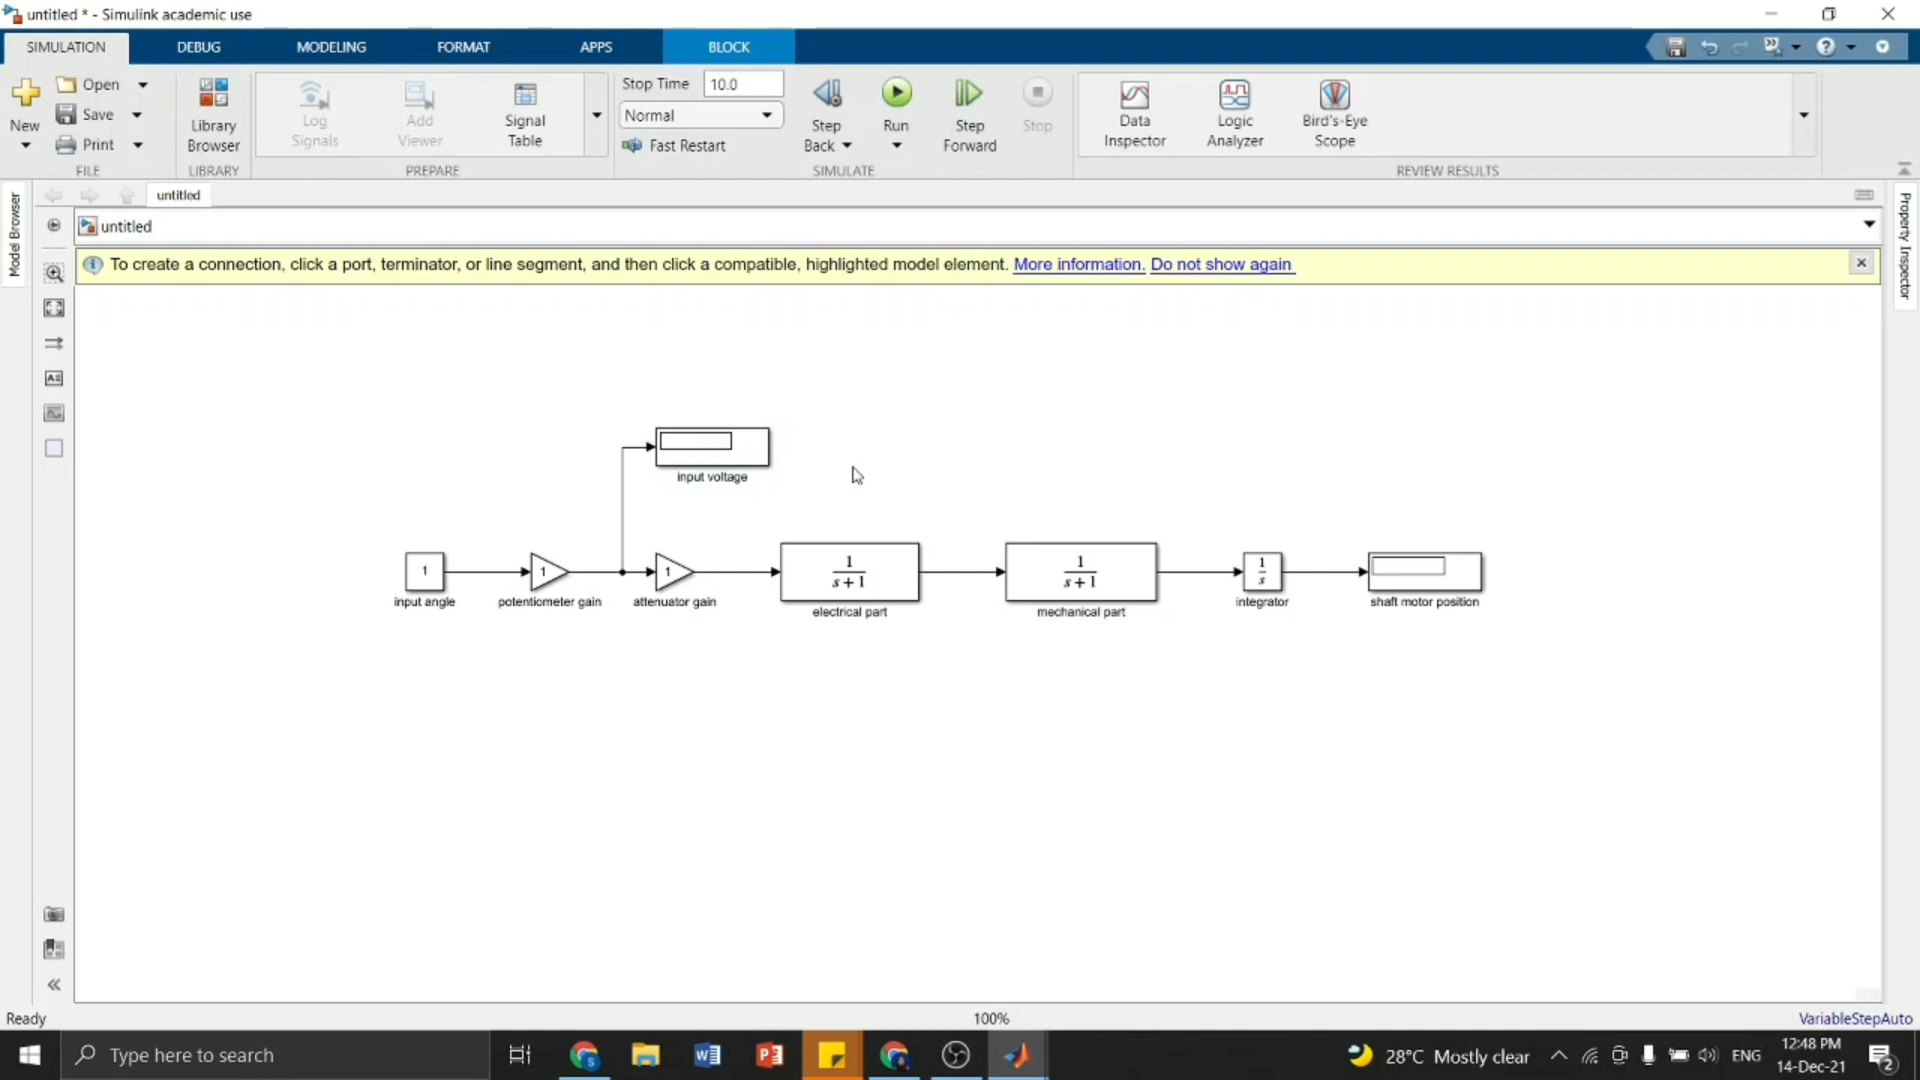 untitled * - Simulink academic use
SIMULATION DEBUG MODELING FORMAT APPS BLOCK
New
Open
Save
Print
FILE
Library
Browser
LIBRARY
Log
Signals
Add
Viewer
Signal
Table
PREPARE
Stop Time 10.0
Normal
Fast Restart
Step
Back
Run
Step
Forward
Stop
SIMULATE
Data
Inspector
Logic
Analyzer
Bird's-Eye
Scope
REVIEW RESULTS
Model Browser
untitled
untitled
Property Inspector
To create a connection, click a port, terminator, or line segment, and then click a compatible, highlighted model element. More information. Do not show again
input voltage
1
input angle
1
potentiometer gain
1
attenuator gain
1
s + 1
electrical part
1
s + 1
mechanical part
1
s
integrator
shaft motor position
Ready 100% VariableStepAuto
Type here to search
28°C Mostly clear
ENG
12:48 PM
14-Dec-21
2